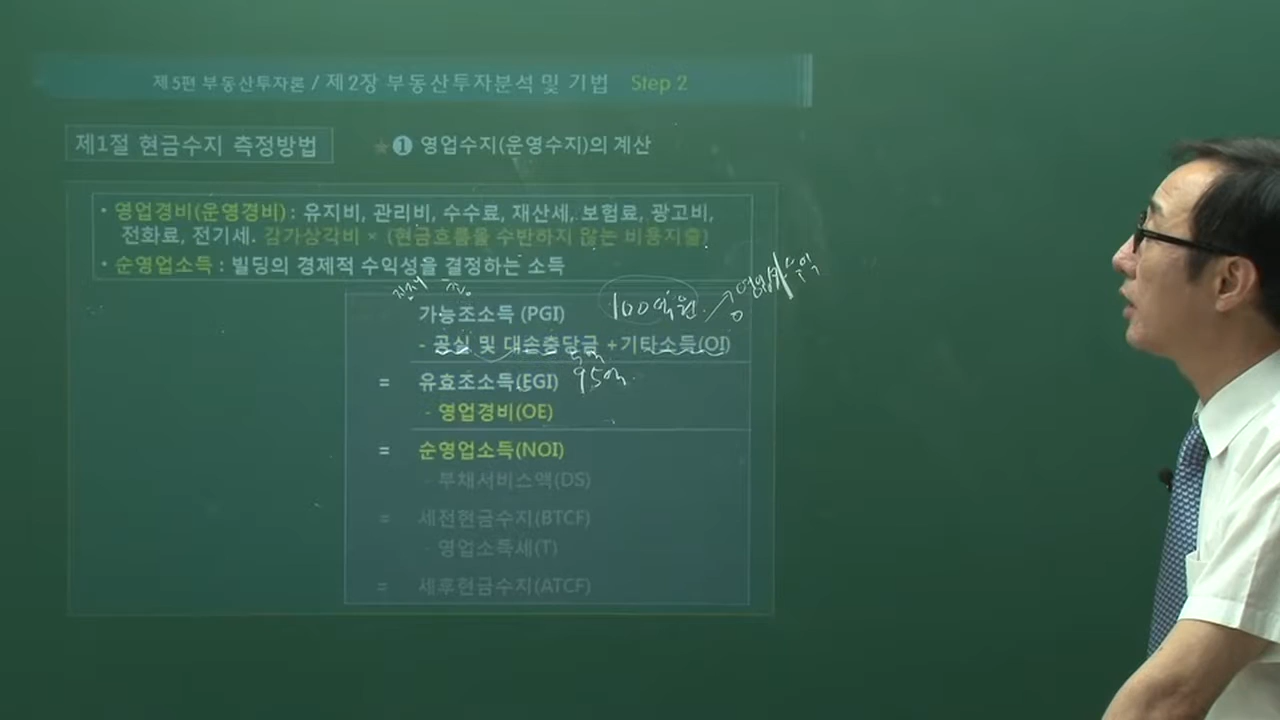 제5편 부동산투자론 / 제2장 부동산투자분석 및 기법 Step 2
제1절 현금수지 측정방법
★❶ 영업수지(운영수지)의 계산
• 영업경비(운영경비) : 유지비, 관리비, 수수료, 재산세, 보험료, 광고비,
전화료, 전기세. 감가상각비 × (현금흐름을 수반하지 않는 비용지출)
• 순영업소득 : 빌딩의 경제적 수익성을 결정하는 소득
가능조소득 (PGI) 100억원
- 공실 및 대손충당금 +기타소득(OI)
= 유효조소득(EGI) 95억
- 영업경비(OE)
= 순영업소득(NOI)
- 부채서비스액(DS)
= 세전현금수지(BTCF)
- 영업소득세(T)
= 세후현금수지(ATCF)